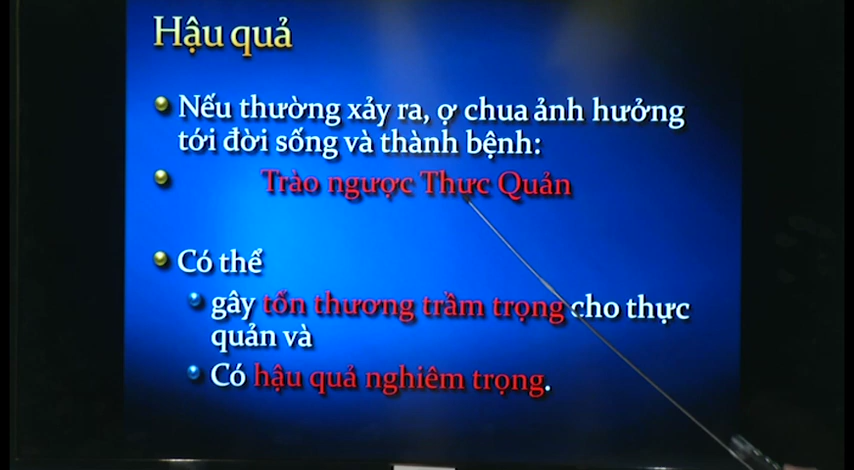 Hậu quả
Nếu thường xảy ra, ợ chua ảnh hưởng
tới đời sống và thành bệnh:
Trào ngược Thực Quản
Có thể
gây tổn thương trầm trọng cho thực
quản và
Có hậu quả nghiêm trọng.